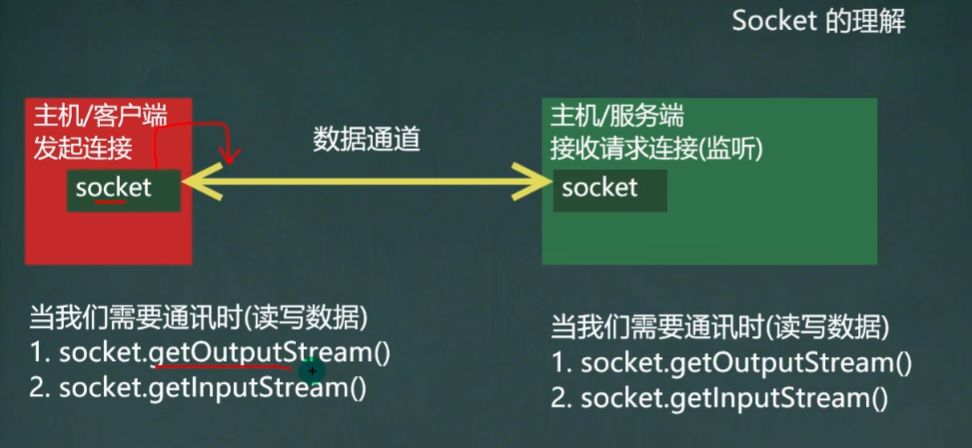 Socket 的理解
主机/客户端
发起连接
socket
数据通道
主机/服务端
接收请求连接(监听)
socket
当我们需要通讯时(读写数据)
1. socket.getOutputStream()
2. socket.getInputStream()
当我们需要通讯时(读写数据)
1. socket.getOutputStream()
2. socket.getInputStream()